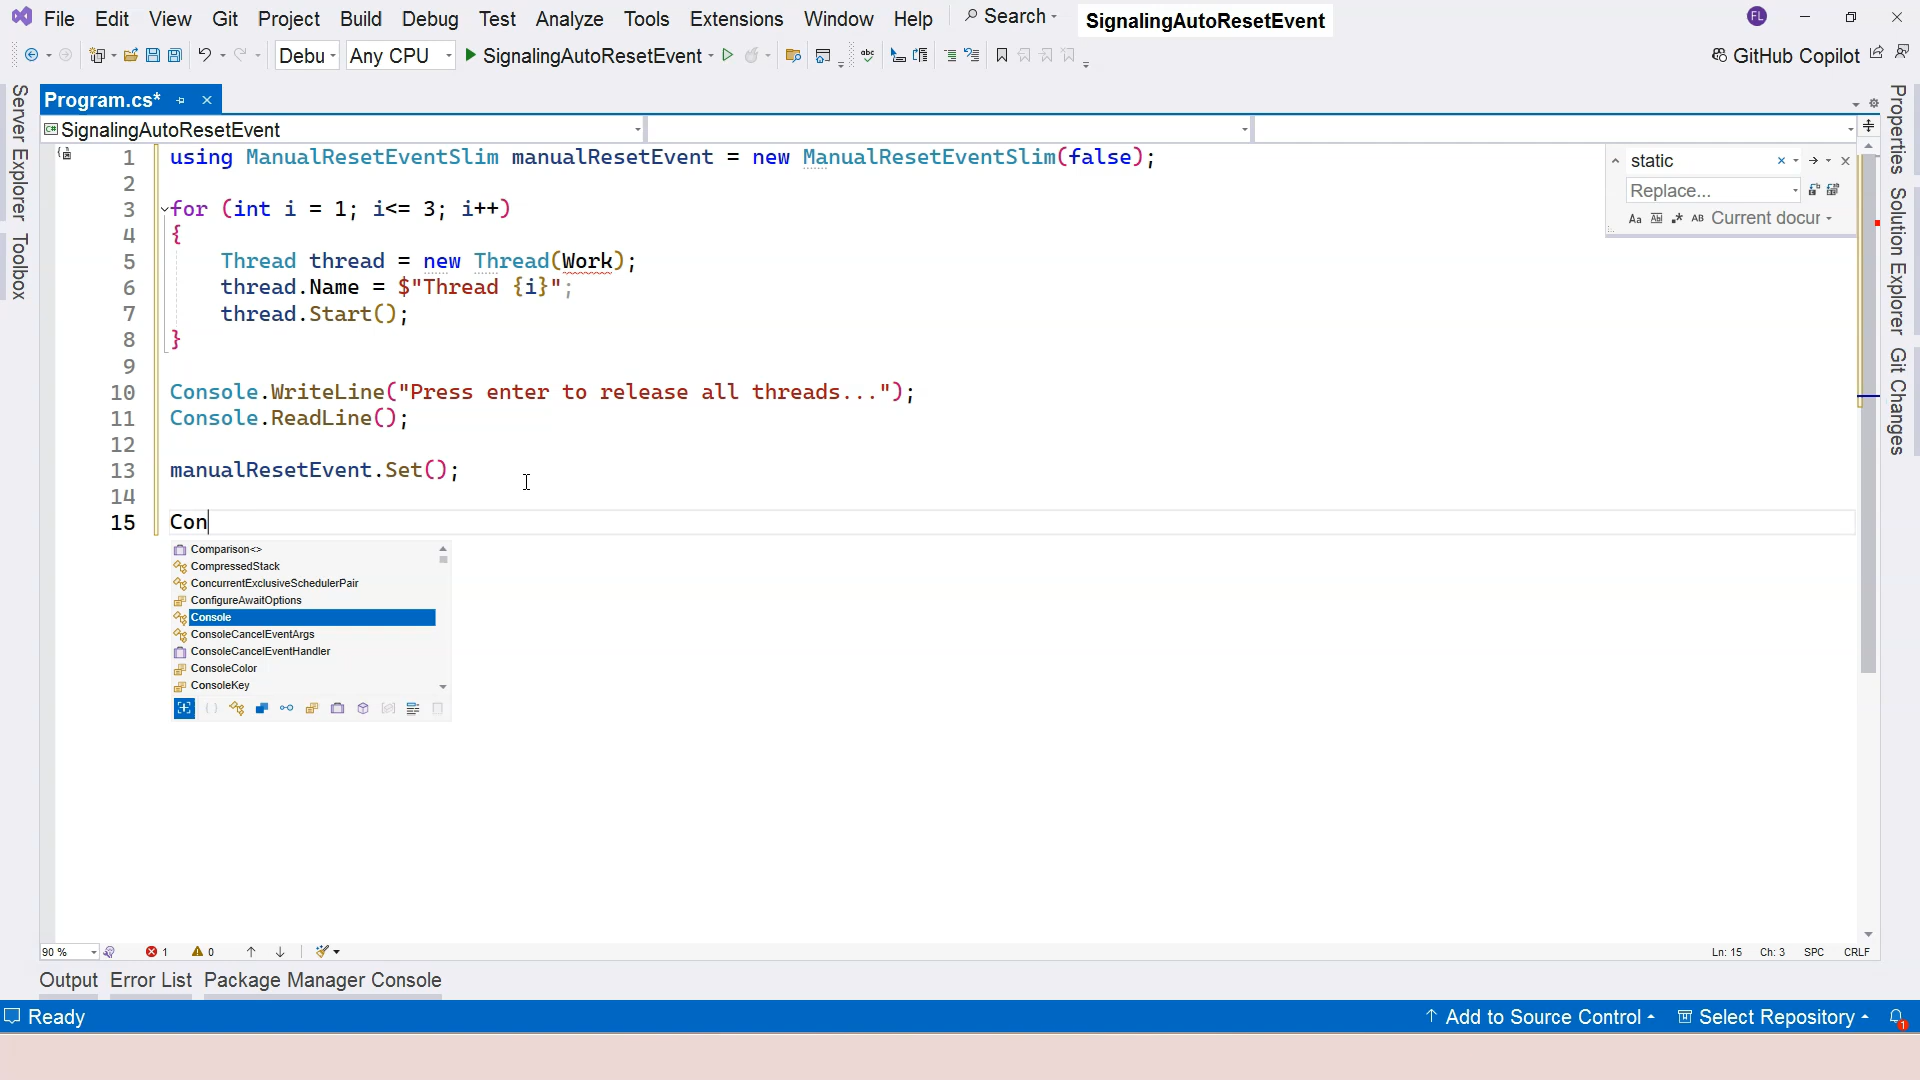 File Edit View Git Project Build Debug Test Analyze Tools Extensions Window Help Search SignalingAutoResetEvent FL
Debu Any CPU SignalingAutoResetEvent abc GitHub Copilot
Server Explorer
Toolbox
Program.cs*
SignalingAutoResetEvent
1 using ManualResetEventSlim manualResetEvent = new ManualResetEventSlim(false);
2
3 for (int i = 1; i<= 3; i++)
4 {
5 Thread thread = new Thread(Work);
6 thread.Name = $"Thread {i}";
7 thread.Start();
8 }
9
10 Console.WriteLine("Press enter to release all threads...");
11 Console.ReadLine();
12
13 manualResetEvent.Set();
14
15 Con
Comparison<>
CompressedStack
ConcurrentExclusiveSchedulerPair
ConfigureAwaitOptions
Console
ConsoleCancelEventArgs
ConsoleCancelEventHandler
ConsoleColor
ConsoleKey
static
Replace...
Aa Ab .* AB Current docur
Properties
Solution Explorer
Git Changes
90 % 1 0 Ln: 15 Ch: 3 SPC CRLF
Output Error List Package Manager Console
Ready Add to Source Control Select Repository 1